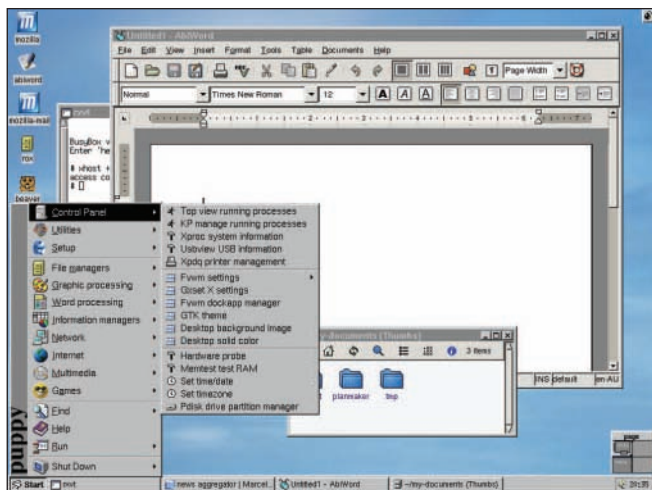 mozilla
abiword
mozilla-mail
rox
beaver
Untitled1 - AbiWord
File Edit View Insert Format Tools Table Documents Help
Page Width
Normal
Times New Roman
12
rxvt
BusyBox v
Enter 'he
# xhost +
access co
#
Control Panel
Utilities
Setup
File managers
Graphic processing
Word processing
Information managers
Network
Internet
Multimedia
Games
Find
Help
Run
Shut Down
puppy
Top view running processes
KP manage running processes
Xproc system information
Usbview USB information
Xpdq printer management
Fvwm settings
Gxset X settings
Fvwm dockapp manager
GTK theme
Desktop background image
Desktop solid color
Hardware probe
Memtest test RAM
Set time/date
Set timezone
Pdisk drive partition manager
my-documents (Thumbs)
3 items
planmaker
tmp
INS default en-AU
Start
rxvt
news aggregator | Marcel...
Untitled1 - AbiWord
~/my-documents (Thumbs)